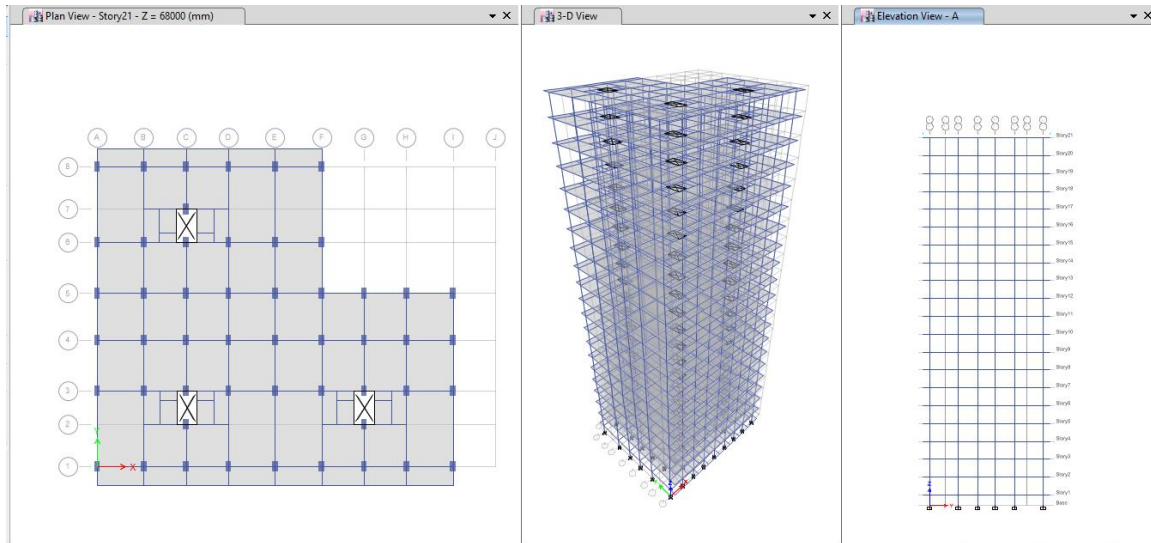 Plan View - Story21 - Z = 68000 (mm)
3-D View
Elevation View - A
A B C D E F G H I J
8
7
6
5
4
3
2
1
Y
X
Z
Y
Story21
Story20
Story19
Story18
Story17
Story16
Story15
Story14
Story13
Story12
Story11
Story10
Story9
Story8
Story7
Story6
Story5
Story4
Story3
Story2
Story1
Base